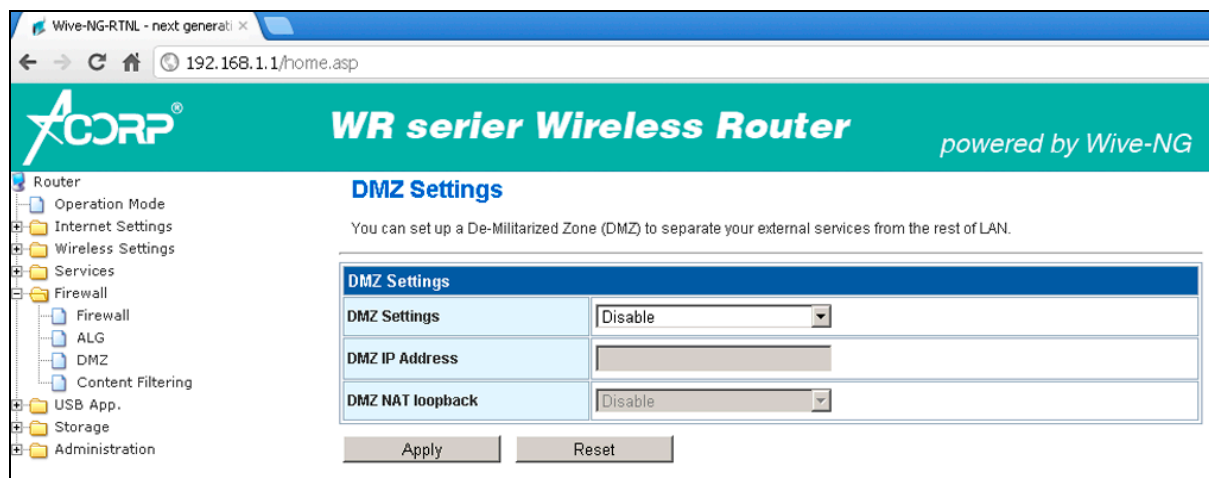 Wive-NG-RTNL - next generati
192.168.1.1/home.asp
ACORP®
WR serier Wireless Router
powered by Wive-NG
Router
Operation Mode
Internet Settings
Wireless Settings
Services
Firewall
Firewall
ALG
DMZ
Content Filtering
USB App.
Storage
Administration
DMZ Settings
You can set up a De-Militarized Zone (DMZ) to separate your external services from the rest of LAN.
DMZ Settings
DMZ Settings Disable
DMZ IP Address
DMZ NAT loopback Disable
Apply Reset